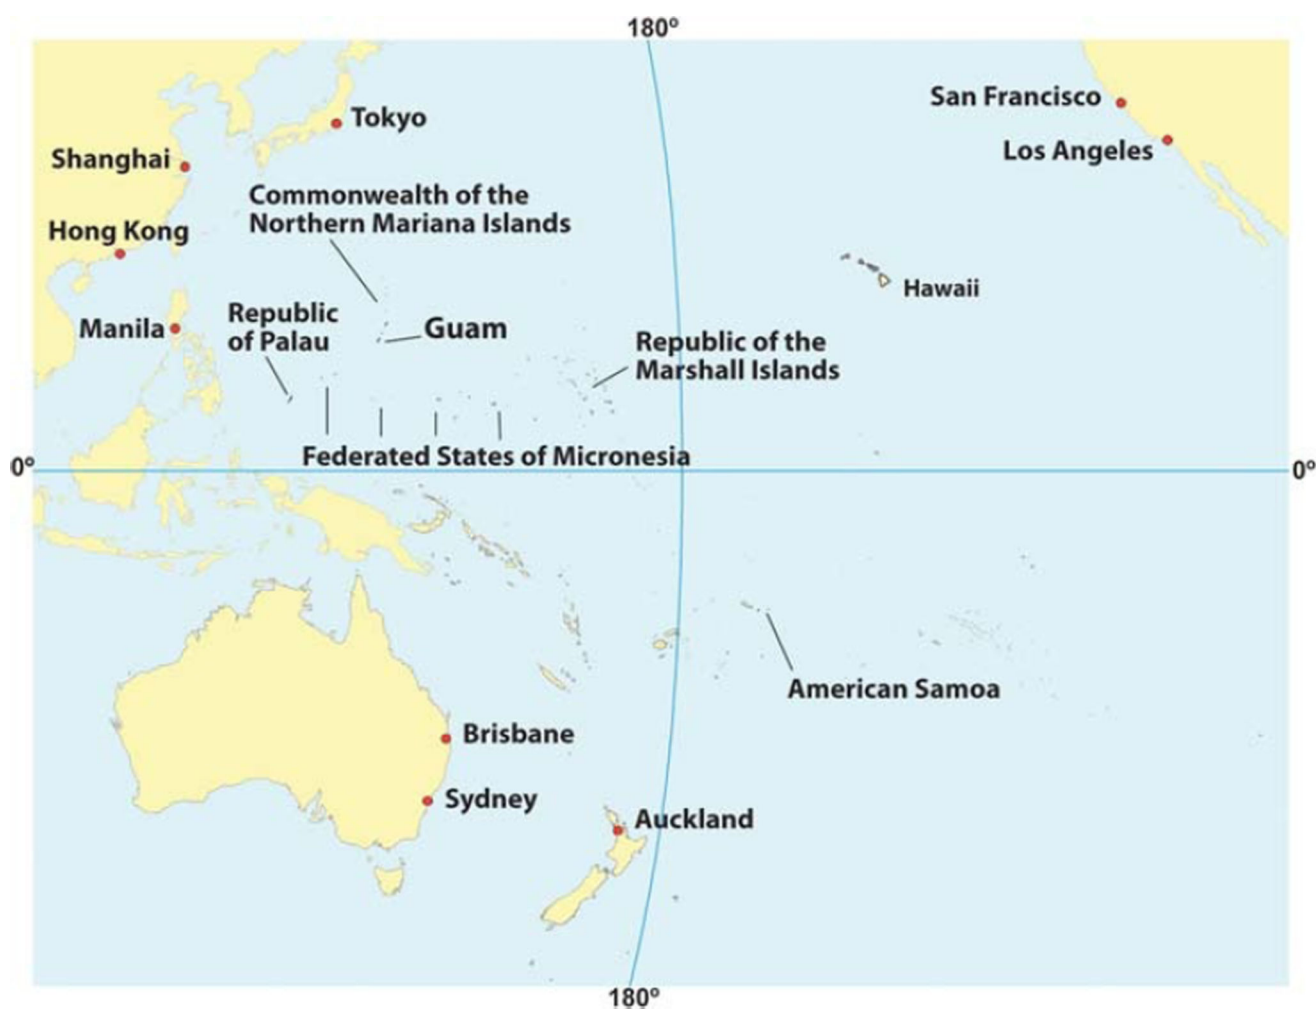 180º
San Francisco
Tokyo
Los Angeles
Shanghai
Commonwealth of the
Northern Mariana Islands
Hong Kong
Hawaii
Republic
of Palau
Manila
Guam
Republic of the
Marshall Islands
Federated States of Micronesia
0º
0º
American Samoa
Brisbane
Sydney
Auckland
180º